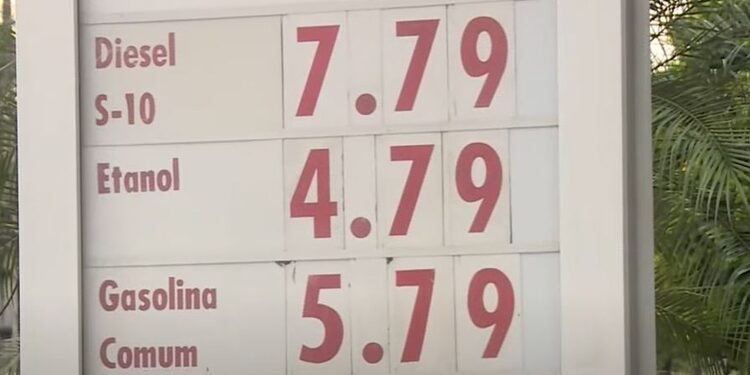 Diesel
S-10
7.79
Etanol
4.79
Gasolina
Comum
5.79